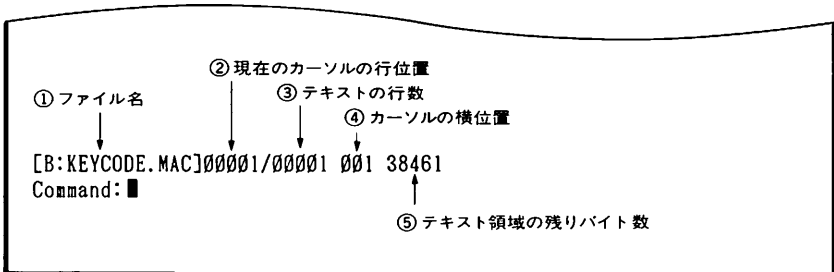 ②現在のカーソルの行位置
①ファイル名
③テキストの行数
④カーソルの横位置
[B:KEYCODE.MAC]00001/00001 001 38461
Command:
⑤テキスト領域の残りバイト数